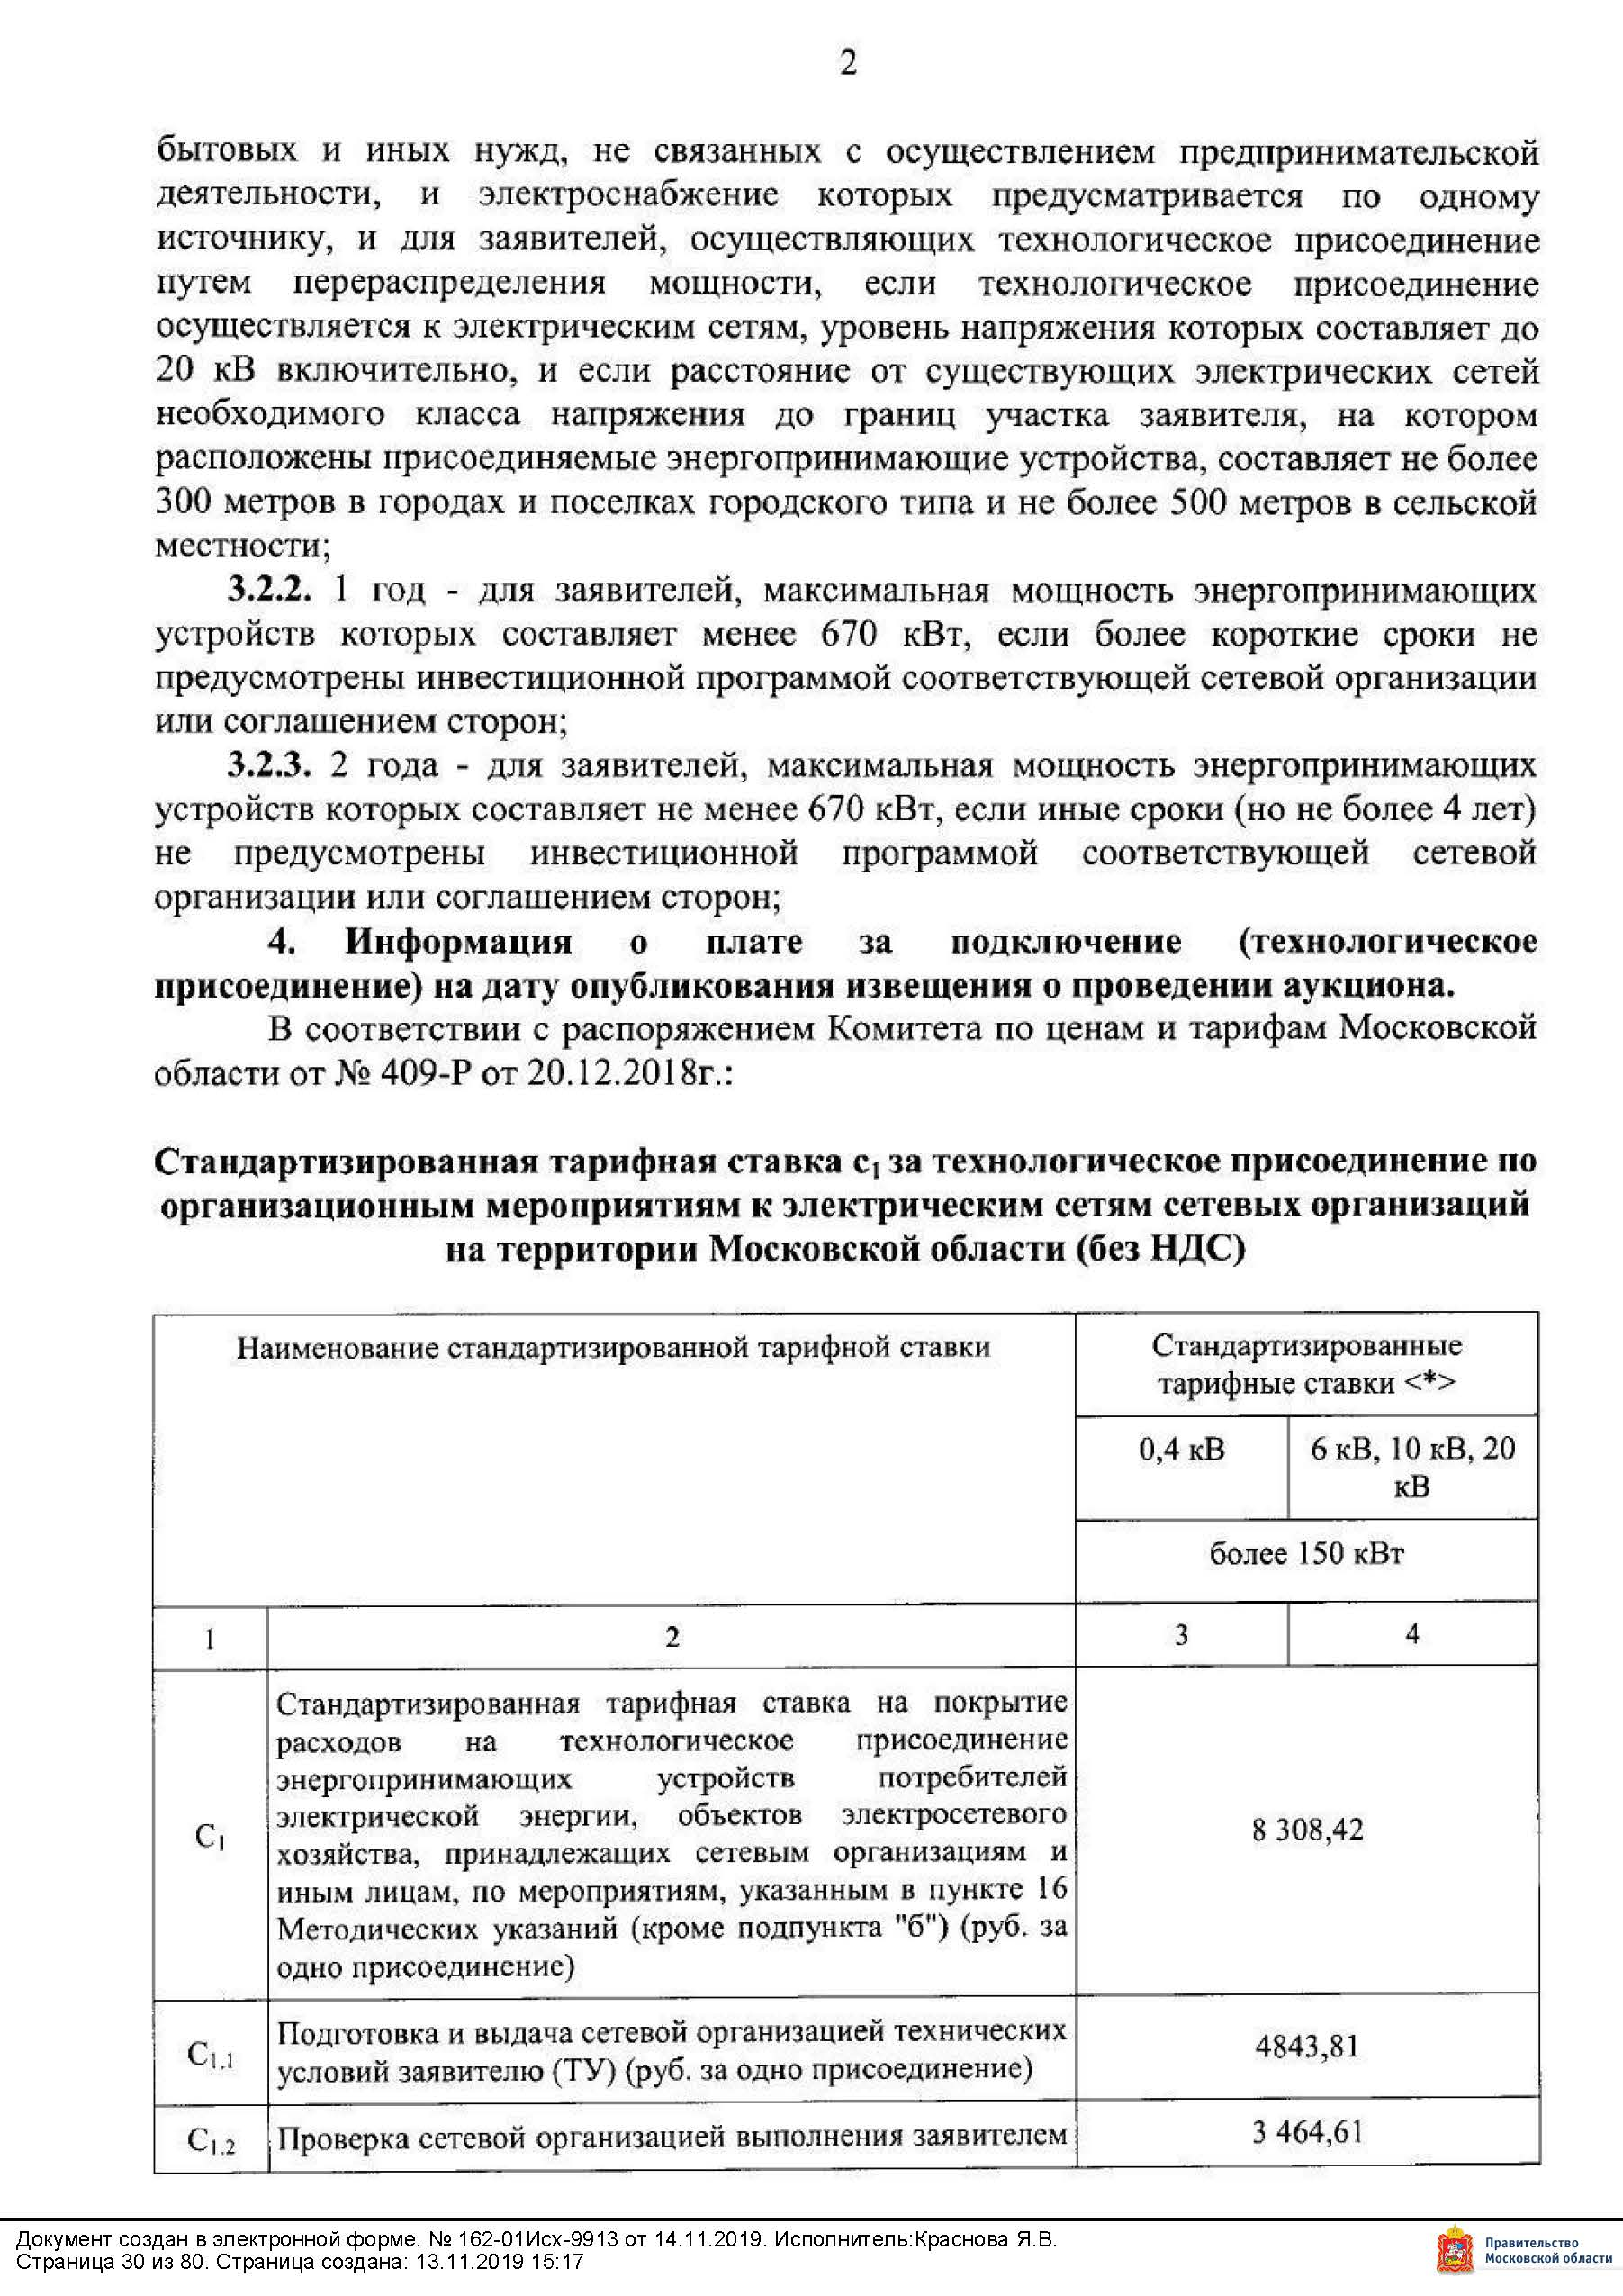 2
бытовых и иных нужд, не связанных с осуществлением предпринимательской
деятельности, и электроснабжение которых предусматривается по одному
источнику, и для заявителей, осуществляющих технологическое присоединение
путем перераспределения мощности, если технологическое присоединение
осуществляется к электрическим сетям, уровень напряжения которых составляет до
20 кВ включительно, и если расстояние от существующих электрических сетей
необходимого класса напряжения до границ участка заявителя, на котором
расположены присоединяемые энергопринимающие устройства, составляет не более
300 метров в городах и поселках городского типа и не более 500 метров в сельской
местности;
3.2.2. 1 год - для заявителей, максимальная мощность энергопринимающих
устройств которых составляет менее 670 кВт, если более короткие сроки не
предусмотрены инвестиционной программой соответствующей сетевой организации
или соглашением сторон;
3.2.3. 2 года - для заявителей, максимальная мощность энергопринимающих
устройств которых составляет не менее 670 кВт, если иные сроки (но не более 4 лет)
не предусмотрены инвестиционной программой соответствующей сетевой
организации или соглашением сторон;
4. Информация о плате за подключение (технологическое
присоединение) на дату опубликования извещения о проведении аукциона.
В соответствии с распоряжением Комитета по ценам и тарифам Московской
области от № 409-Р от 20.12.2018г.:
Стандартизированная тарифная ставка с₁ за технологическое присоединение по
организационным мероприятиям к электрическим сетям сетевых организаций
на территории Московской области (без НДС)
Наименование стандартизированной тарифной ставки
Стандартизированные
тарифные ставки <*>
0,4 кВ
6 кВ, 10 кВ, 20
кВ
более 150 кВт
1
2
3
4
С₁
Стандартизированная тарифная ставка на покрытие
расходов на технологическое присоединение
энергопринимающих устройств потребителей
электрической энергии, объектов электросетевого
хозяйства, принадлежащих сетевым организациям и
иным лицам, по мероприятиям, указанным в пункте 16
Методических указаний (кроме подпункта "б") (руб. за
одно присоединение)
8 308,42
С₁.₁
Подготовка и выдача сетевой организацией технических
условий заявителю (ТУ) (руб. за одно присоединение)
4843,81
С₁.₂
Проверка сетевой организацией выполнения заявителем
3 464,61
Документ создан в электронной форме. № 162-01Исх-9913 от 14.11.2019. Исполнитель:Краснова Я.В.
Страница 30 из 80. Страница создана: 13.11.2019 15:17
Правительство
Московской области